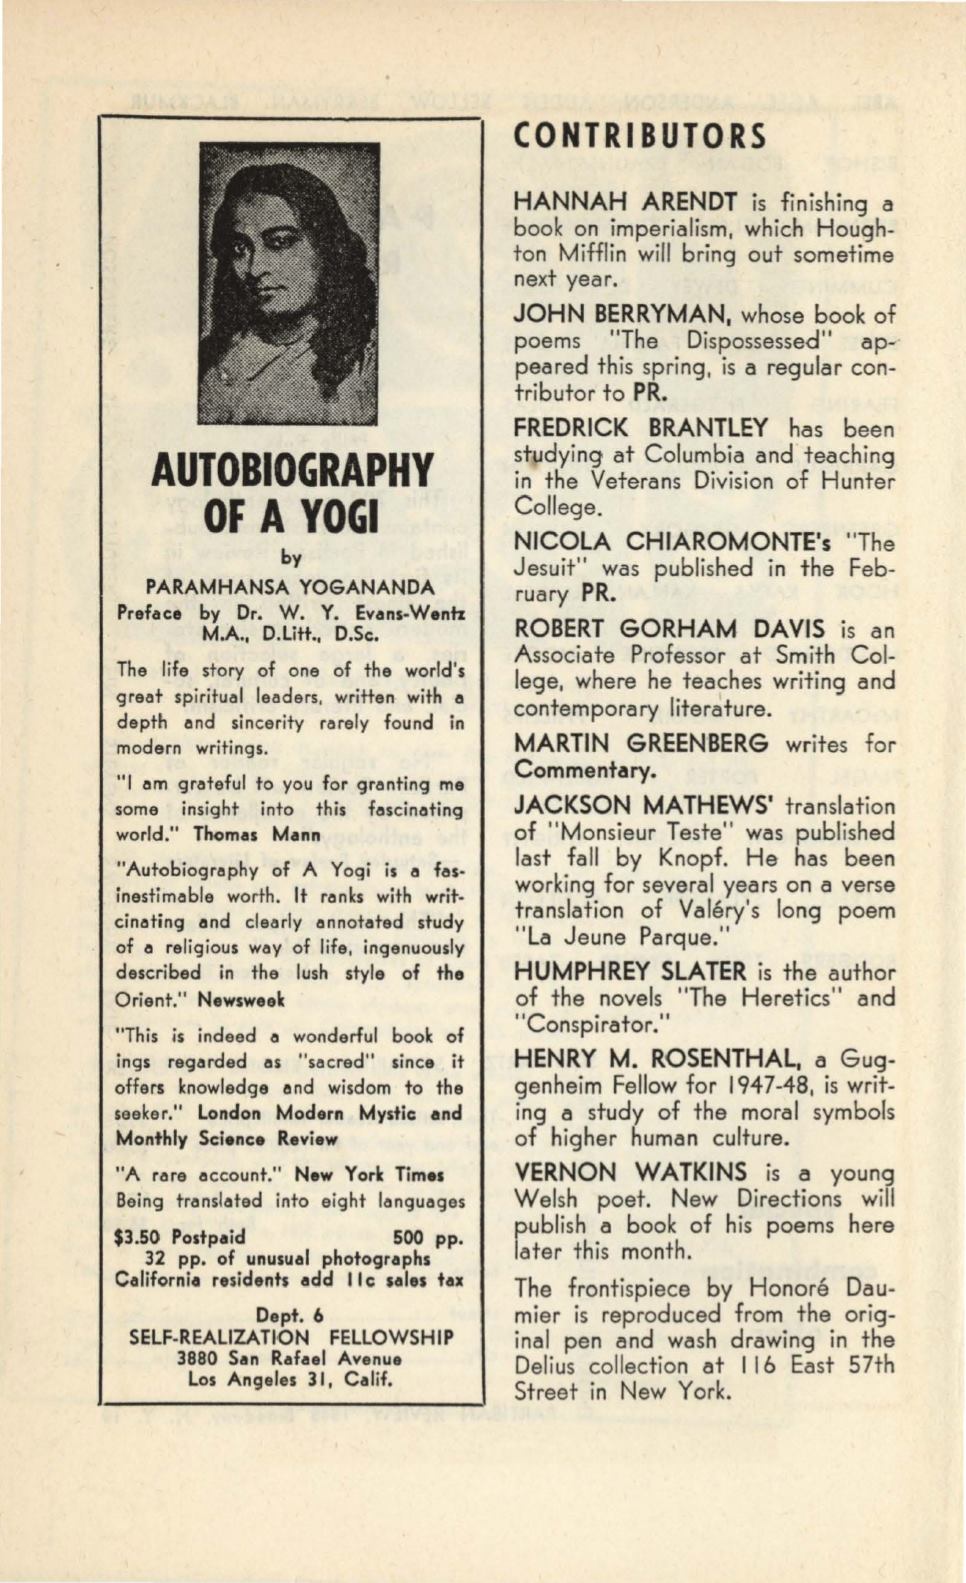 AUTOBIOGRAPHY
OF A YOGI
by
PARAMHANSA YOGANANDA
Preface by Dr. W. Y. Evans-Wentz
M.A., D.Litt., D.Sc.
The life story of one of the world's
great spiritual leaders, written with a
depth and sincerity rarely found in
modern writings.
"I am grateful to you for granting me
some insight into this fascinating
world." Thomas Mann
"Autobiography of A Yogi is a fas-
inestimable worth. It ranks with writ-
cinating and clearly annotated study
of a religious way of life, ingenuously
described in the lush style of the
Orient." Newsweek
"This is indeed a wonderful book of
ings regarded as "sacred" since it
offers knowledge and wisdom to the
seeker." London Modern Mystic and
Monthly Science Review
"A rare account." New York Times
Being translated into eight languages
$3.50 Postpaid 500 pp.
32 pp. of unusual photographs
California residents add 11c sales tax
Dept. 6
SELF-REALIZATION FELLOWSHIP
3880 San Rafael Avenue
Los Angeles 31, Calif.
CONTRIBUTORS
HANNAH ARENDT is finishing a
book on imperialism, which Hough-
ton Mifflin will bring out sometime
next year.
JOHN BERRYMAN, whose book of
poems "The Dispossessed" ap-
peared this spring, is a regular con-
tributor to PR.
FREDRICK BRANTLEY has been
studying at Columbia and teaching
in the Veterans Division of Hunter
College.
NICOLA CHIAROMONTE's "The
Jesuit" was published in the Feb-
ruary PR.
ROBERT GORHAM DAVIS is an
Associate Professor at Smith Col-
lege, where he teaches writing and
contemporary literature.
MARTIN GREENBERG writes for
Commentary.
JACKSON MATHEWS' translation
of "Monsieur Teste" was published
last fall by Knopf. He has been
working for several years on a verse
translation of Valéry's long poem
"La Jeune Parque."
HUMPHREY SLATER is the author
of the novels "The Heretics" and
"Conspirator."
HENRY M. ROSENTHAL, a Gug-
genheim Fellow for 1947-48, is writ-
ing a study of the moral symbols
of higher human culture.
VERNON WATKINS is a young
Welsh poet. New Directions will
publish a book of his poems here
later this month.
The frontispiece by Honoré Dau-
mier is reproduced from the orig-
inal pen and wash drawing in the
Delius collection at 116 East 57th
Street in New York.